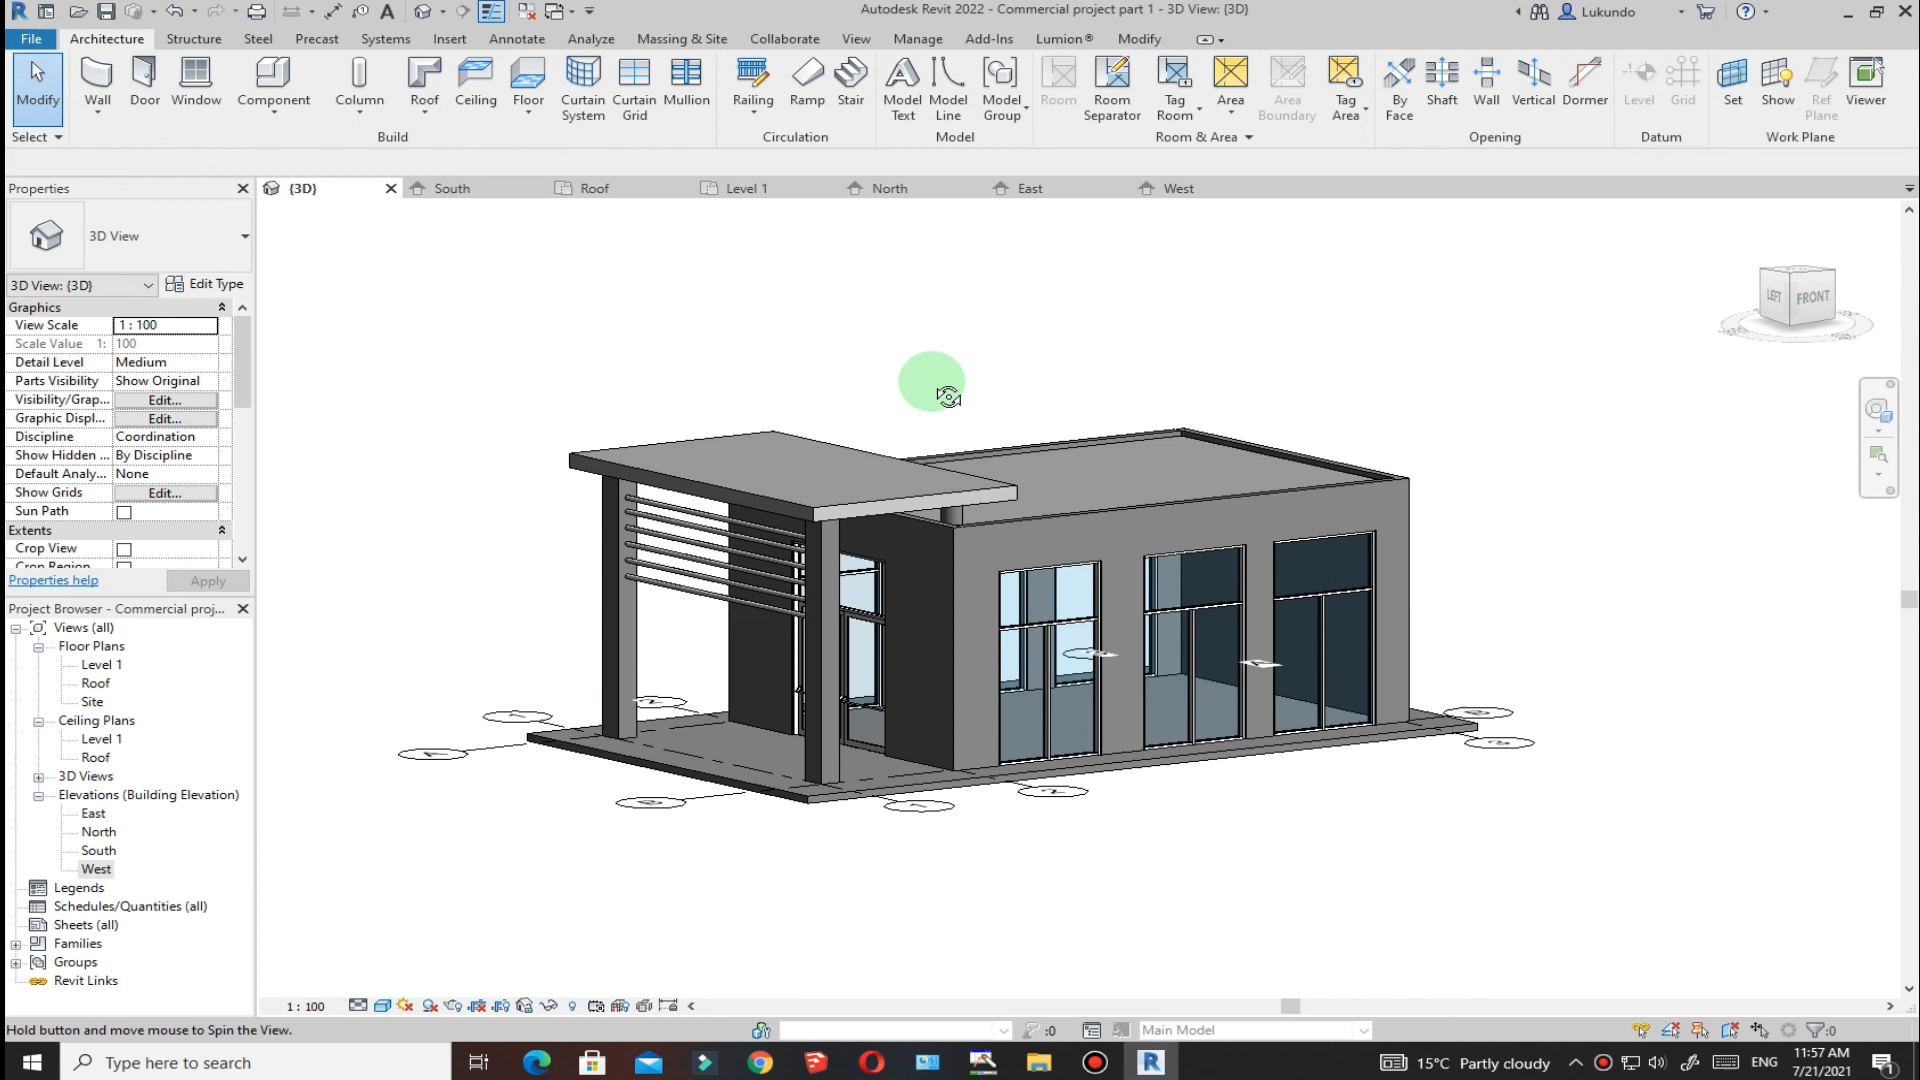 Autodesk Revit 2022 - Commercial project part 1 - 3D View: {3D}
Lukundo
File Architecture Structure Steel Precast Systems Insert Annotate Analyze Massing & Site Collaborate View Manage Add-Ins Lumion® Modify
Modify Wall Door Window Component Column Roof Ceiling Floor Curtain System Curtain Grid Mullion Railing Ramp Stair Model Text Model Line Model Group Room Room Separator Tag Room Area Area Boundary Tag Area By Face Shaft Wall Vertical Dormer Level Grid Set Show Ref Plane Viewer
Select Build Circulation Model Room & Area Opening Datum Work Plane
Properties
{3D} South Roof Level 1 North East West
3D View
3D View: {3D} Edit Type
Graphics
View Scale 1 : 100
Scale Value 1: 100
Detail Level Medium
Parts Visibility Show Original
Visibility/Grap... Edit...
Graphic Displ... Edit...
Discipline Coordination
Show Hidden ... By Discipline
Default Analy... None
Show Grids Edit...
Sun Path
Extents
Crop View
Crop Region
Properties help Apply
LEFT FRONT
Project Browser - Commercial proj...
Views (all)
Floor Plans
Level 1
Roof
Site
Ceiling Plans
Level 1
Roof
3D Views
Elevations (Building Elevation)
East
North
South
West
Legends
Schedules/Quantities (all)
Sheets (all)
Families
Groups
Revit Links
1 : 100
Hold button and move mouse to Spin the View.
:0
Main Model
:0
Type here to search
15°C Partly cloudy
ENG
11:57 AM
7/21/2021
1